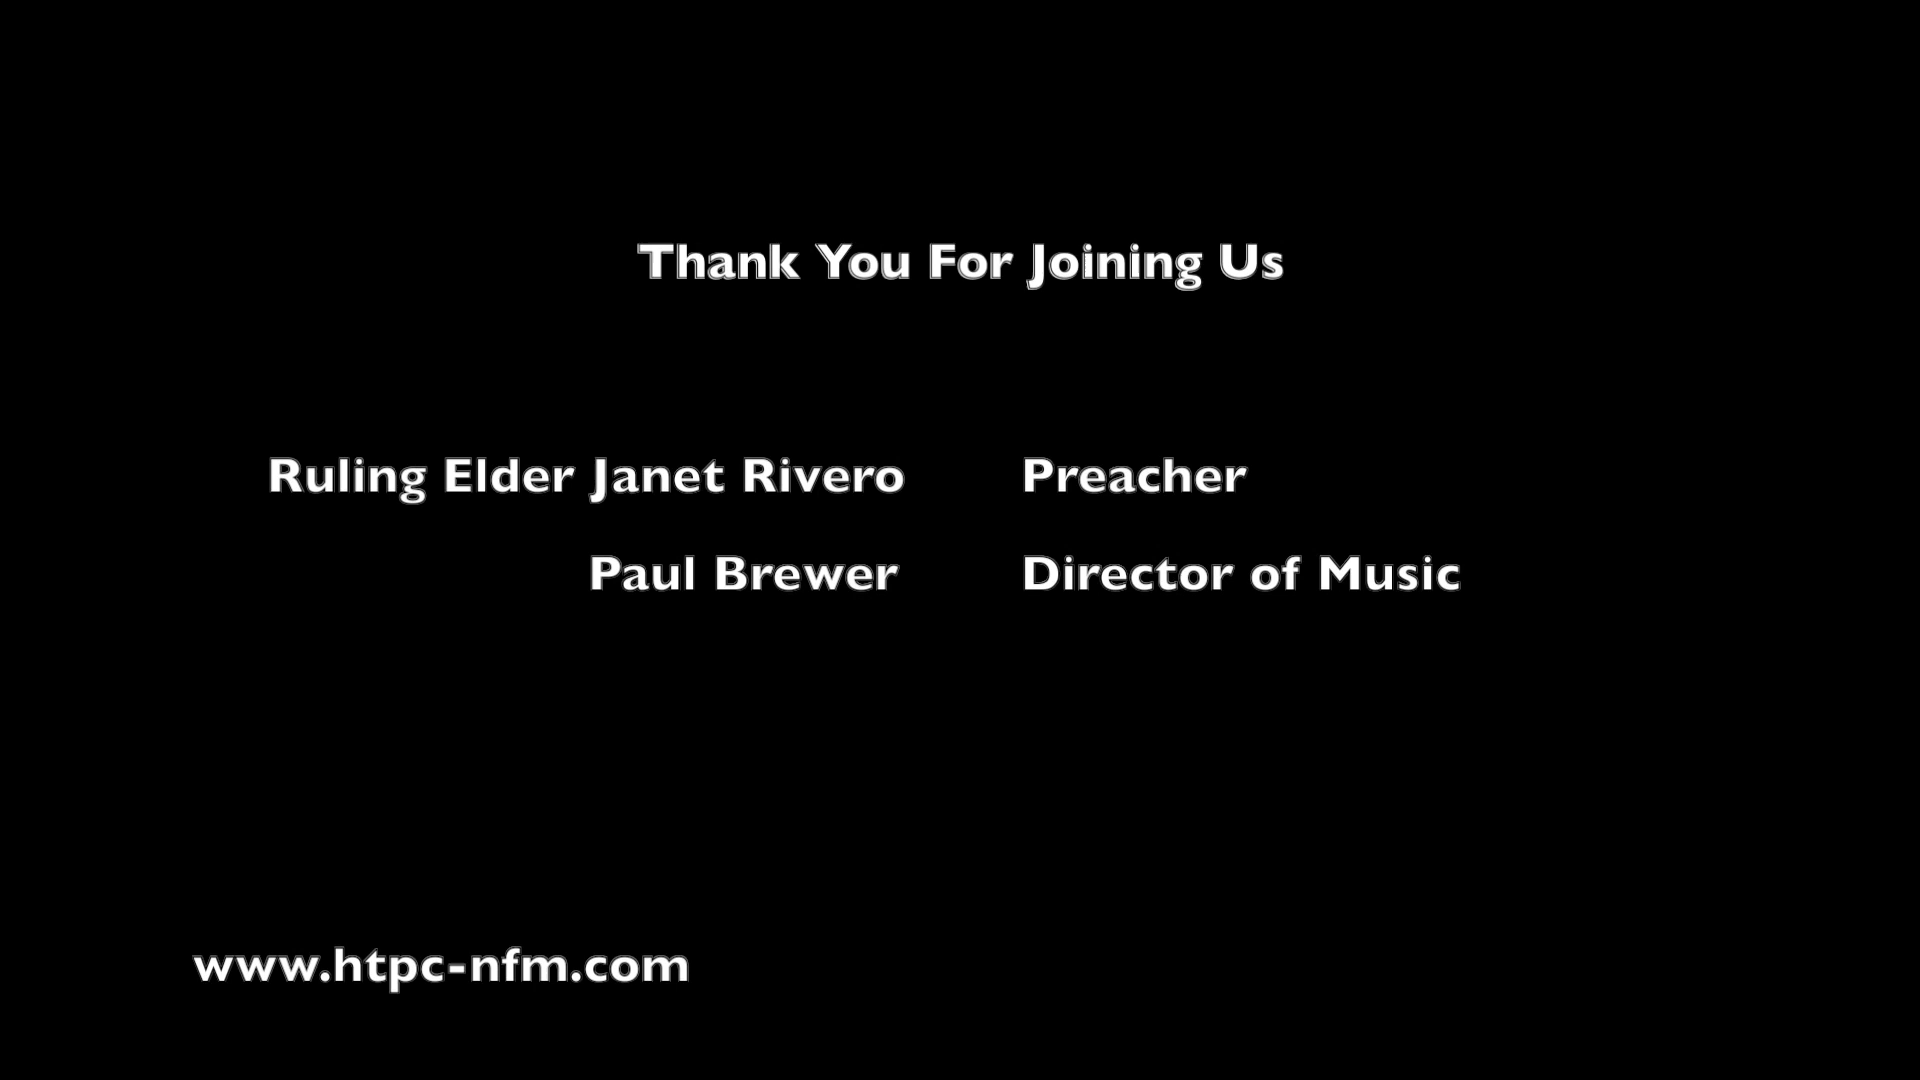 Thank You For Joining Us
Ruling Elder Janet Rivero Preacher
Paul Brewer Director of Music
www.htpc-nfm.com